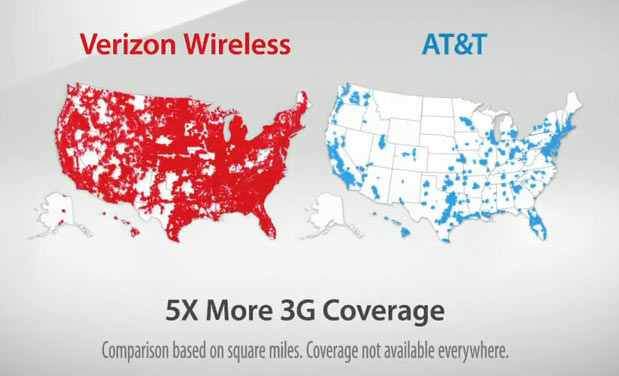 Verizon Wireless
AT&T
5X More 3G Coverage
Comparison based on square miles. Coverage not available everywhere.